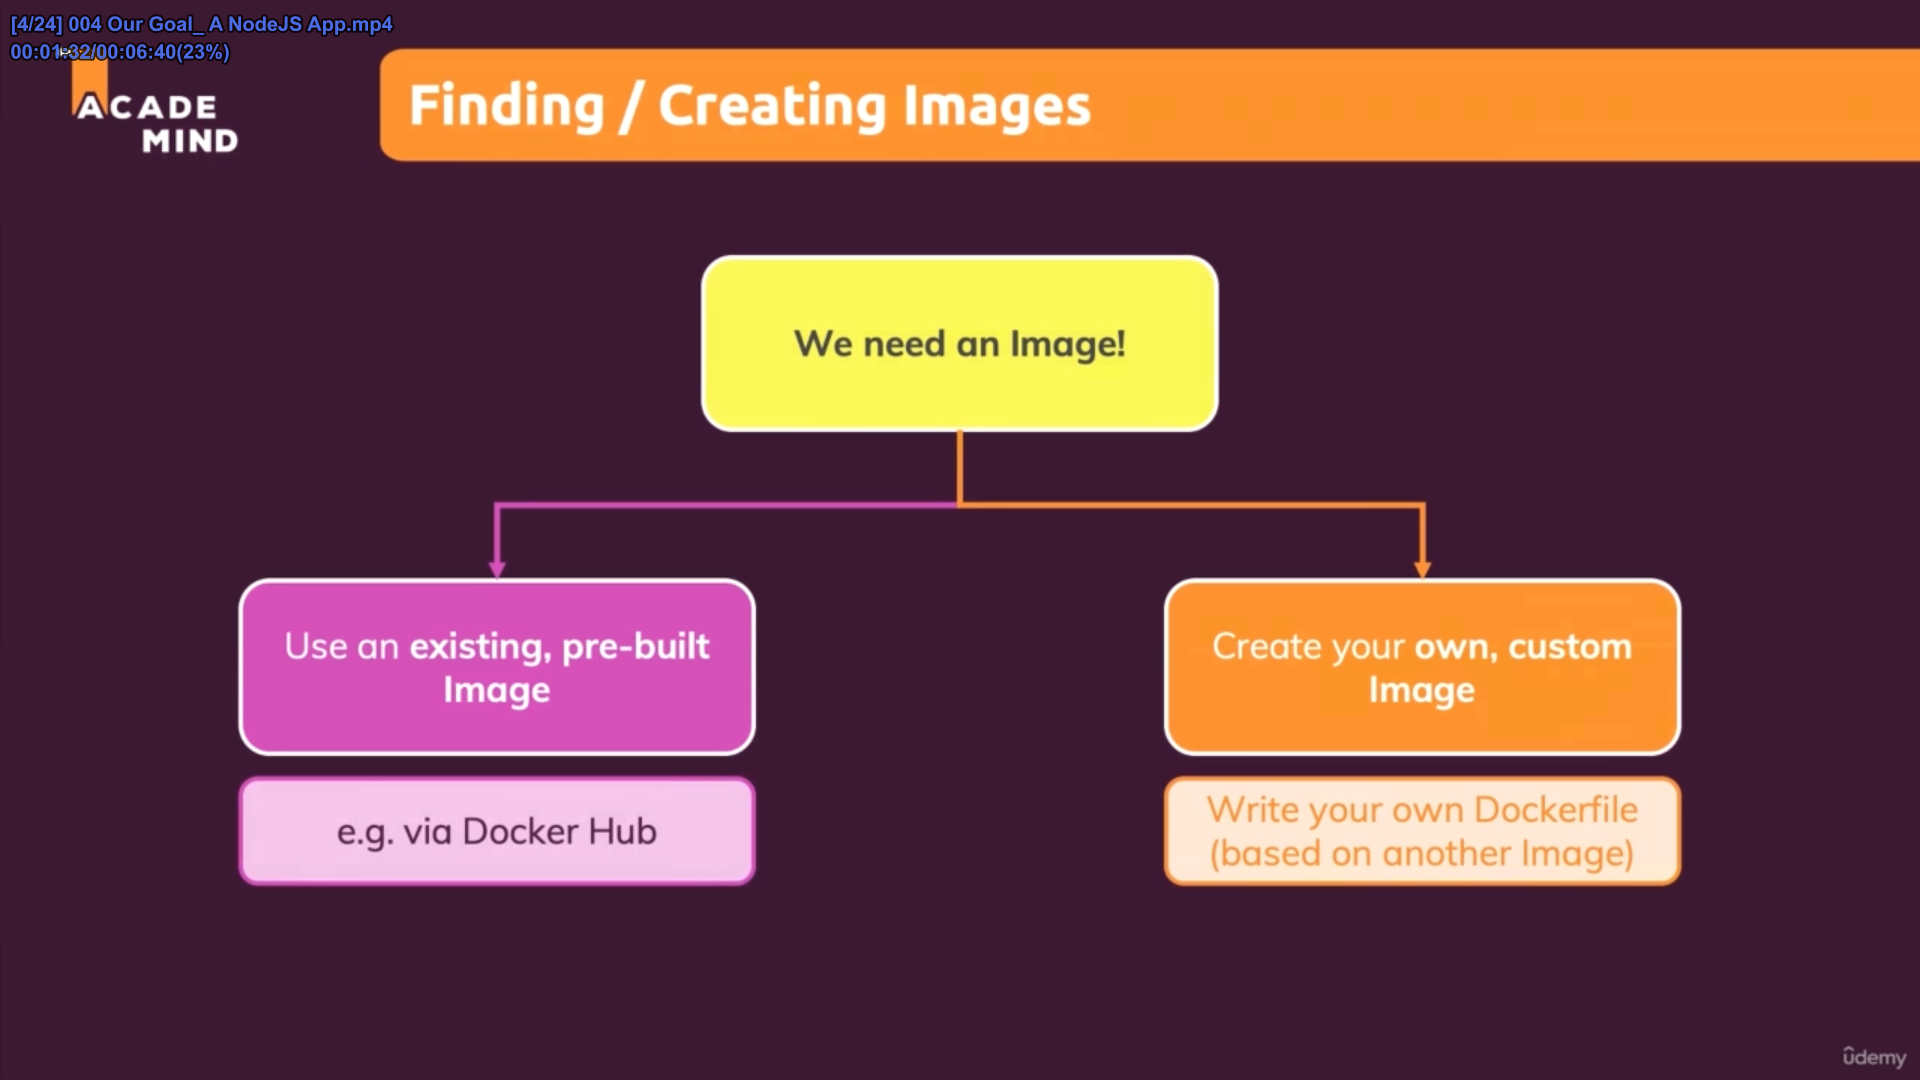 [4/24] 004 Our Goal_ A NodeJS App.mp4
00:01:32/00:06:40(23%)
ACADE
MIND
Finding / Creating Images
We need an Image!
Use an existing, pre-built
Image
Create your own, custom
Image
e.g. via Docker Hub
Write your own Dockerfile
(based on another Image)
ûdemy